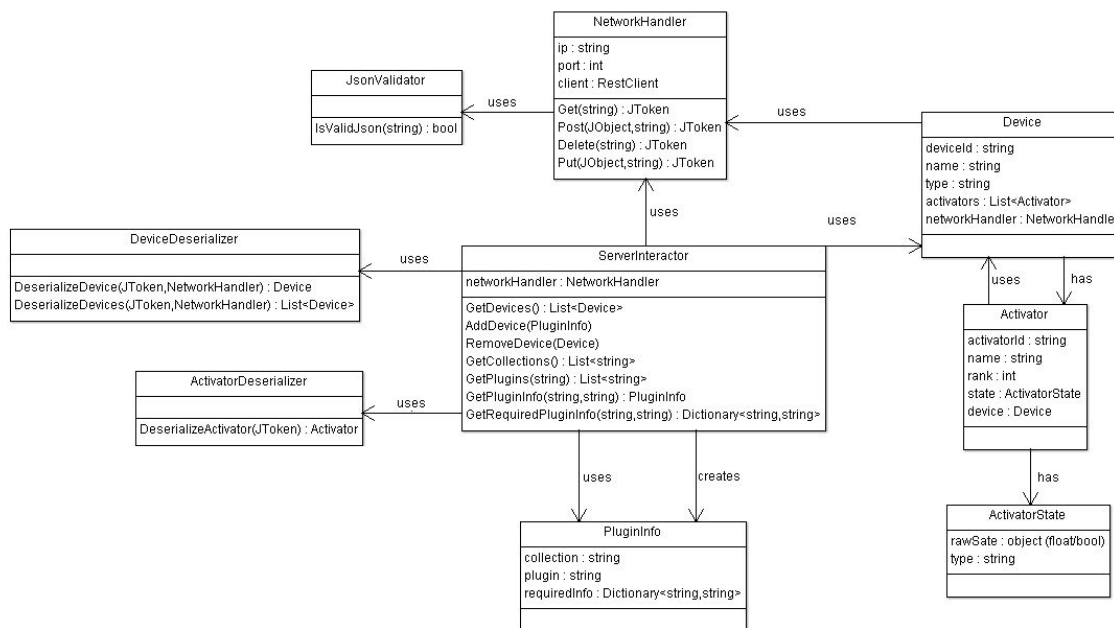 NetworkHandler
ip : string
port : int
client : RestClient
Get(string) : JToken
Post(JObject,string) : JToken
Delete(string) : JToken
Put(JObject,string) : JToken
JsonValidator
IsValidJson(string) : bool
uses
uses
Device
deviceId : string
name : string
type : string
activators : List<Activator>
networkHandler : NetworkHandle
uses
uses
DeviceDeserializer
DeserializeDevice(JToken,NetworkHandler) : Device
DeserializeDevices(JToken,NetworkHandler) : List<Device>
uses
ServerInteractor
networkHandler : NetworkHandler
GetDevices() : List<Device>
AddDevice(PluginInfo)
RemoveDevice(Device)
GetCollections() : List<string>
GetPlugins(string) : List<string>
GetPluginInfo(string,string) : PluginInfo
GetRequiredPluginInfo(string,string) : Dictionary<string,string>
uses
has
Activator
activatorId : string
name : string
rank : int
state : ActivatorState
device : Device
ActivatorDeserializer
DeserializeActivator(JToken) : Activator
uses
uses
creates
has
PluginInfo
collection : string
plugin : string
requiredInfo : Dictionary<string,string>
ActivatorState
rawSate : object (float/bool)
type : string